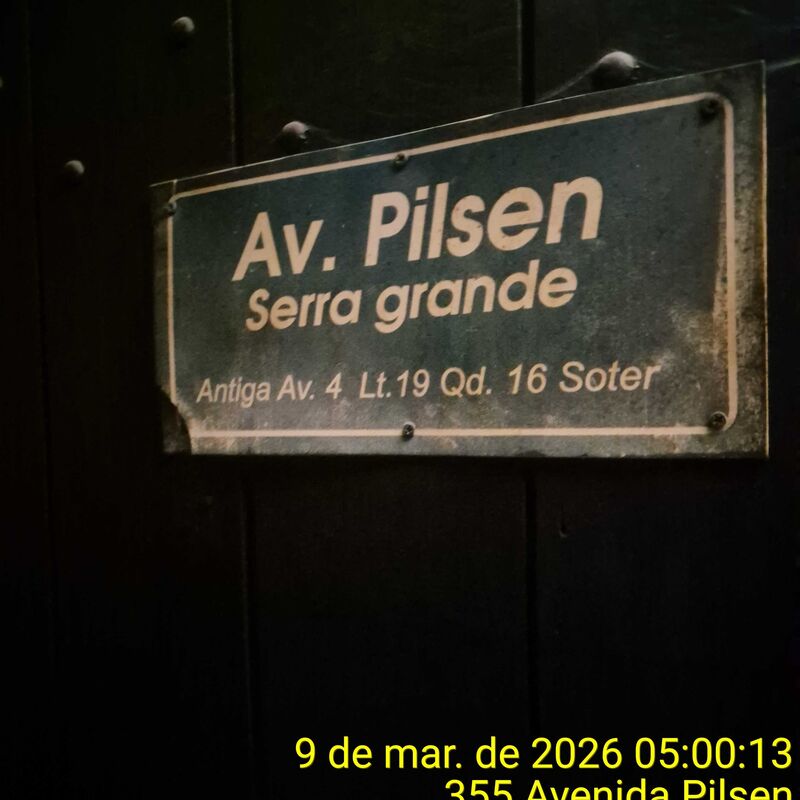 Av. Pilsen
Serra grande
Antiga Av. 4 Lt.19 Qd. 16 Soter
9 de mar. de 2026 05:00:13
355 Avenida Pilsen